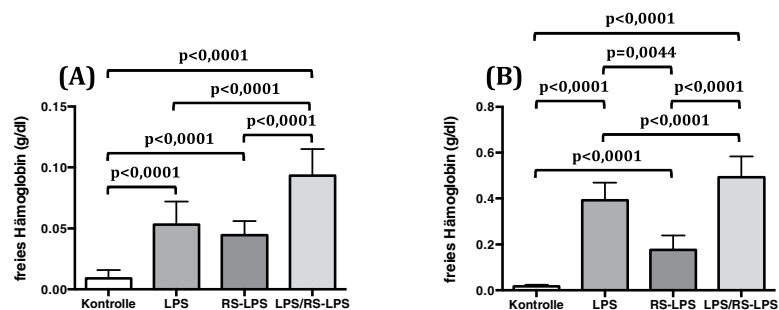 (A)
p<0,0001
p<0,0001
p<0,0001
p<0,0001
p<0,0001
freies Hämoglobin (g/dl)
0.15
0.10
0.05
0.00
Kontrolle LPS RS-LPS LPS/RS-LPS
(B)
p<0,0001
p=0,0044
p<0,0001 p<0,0001
p<0,0001
p<0,0001
freies Hämoglobin (g/dl)
0.8
0.6
0.4
0.2
0.0
Kontrolle LPS RS-LPS LPS/RS-LPS